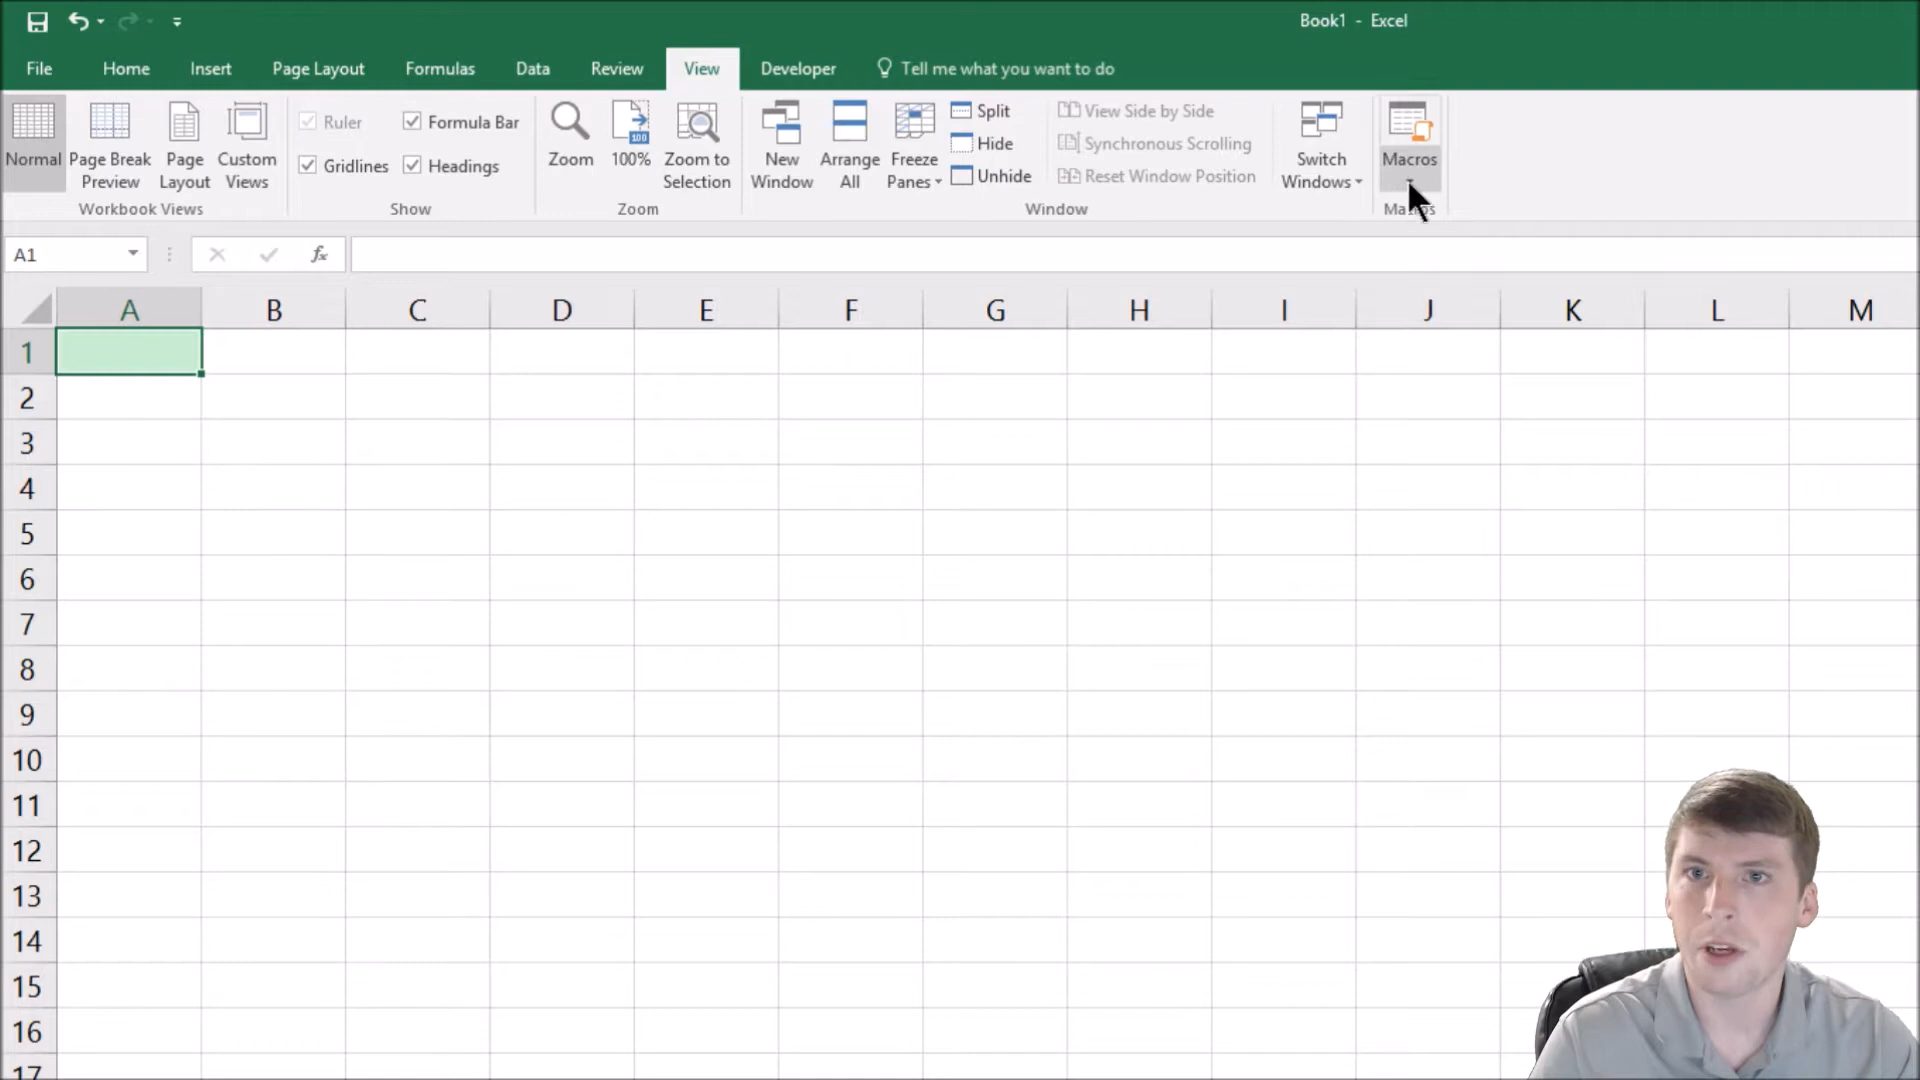 Book1 - Excel
File Home Insert Page Layout Formulas Data Review View Developer Tell me what you want to do
Normal
Page Break Preview
Page Layout
Custom Views
Workbook Views
Ruler
Formula Bar
Gridlines
Headings
Show
Zoom
100%
Zoom to Selection
Zoom
New Window
Arrange All
Freeze Panes
Split
Hide
Unhide
View Side by Side
Synchronous Scrolling
Reset Window Position
Window
Switch Windows
Macros
A1
fx
A B C D E F G H I J K L M
1
2
3
4
5
6
7
8
9
10
11
12
13
14
15
16
17